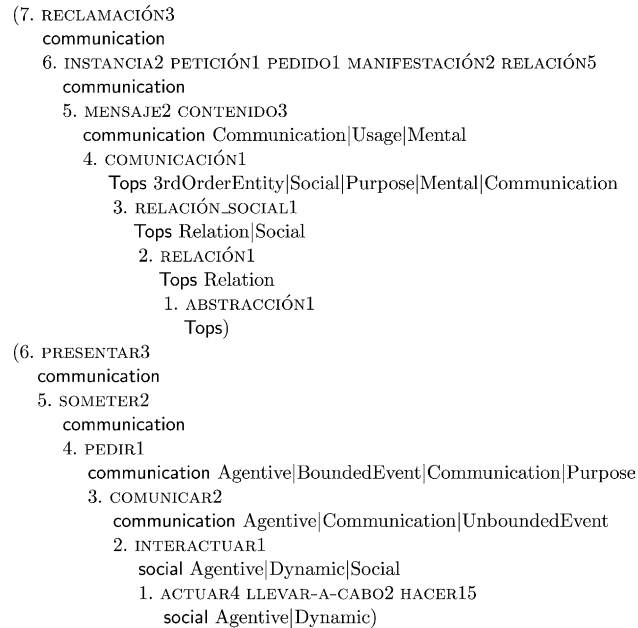 (7. RECLAMACIÓN3
communication
6. INSTANCIA2 PETICIÓN1 PEDIDO1 MANIFESTACIÓN2 RELACIÓN5
communication
5. MENSAJE2 CONTENIDO3
communication Communication|Usage|Mental
4. COMUNICACIÓN1
Tops 3rdOrderEntity|Social|Purpose|Mental|Communication
3. RELACIÓN_SOCIAL1
Tops Relation|Social
2. RELACIÓN1
Tops Relation
1. ABSTRACCIÓN1
Tops)
(6. PRESENTAR3
communication
5. SOMETER2
communication
4. PEDIR1
communication Agentive|BoundedEvent|Communication|Purpose
3. COMUNICAR2
communication Agentive|Communication|UnboundedEvent
2. INTERACTUAR1
social Agentive|Dynamic|Social
1. ACTUAR4 LLEVAR-A-CABO2 HACER15
social Agentive|Dynamic)